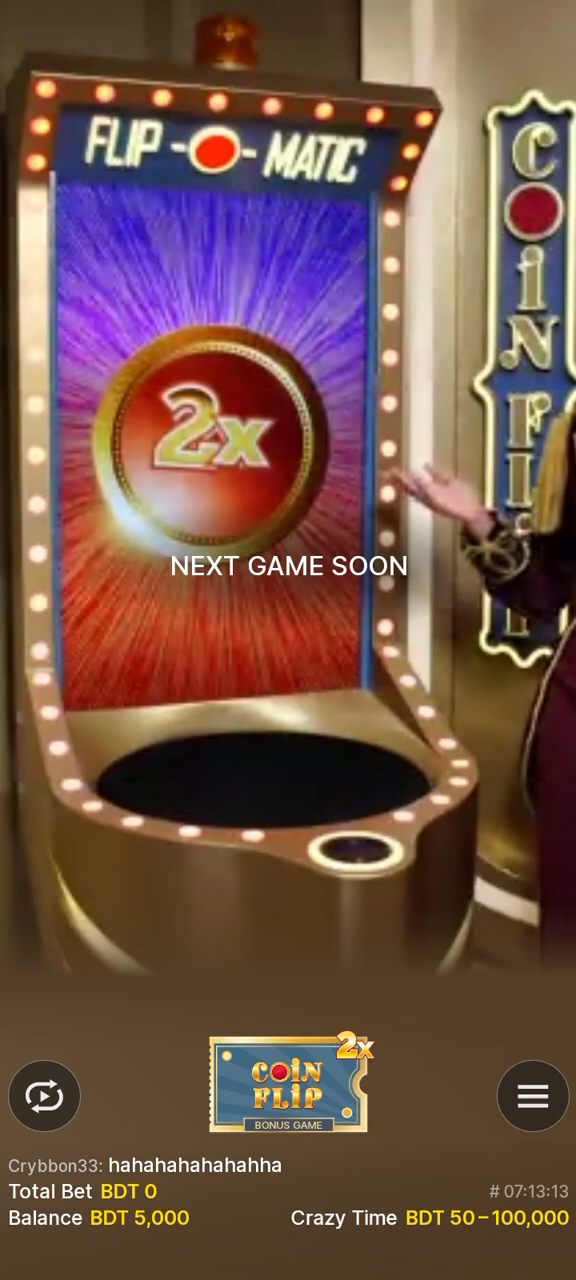 FLIP - - MATIC
COiN
FL
2x
NEXT GAME SOON
2x
COiN
FLiP
BONUS GAME
Crybbon33: hahahahahahahha
Total Bet BDT 0
# 07:13:13
Balance BDT 5,000
Crazy Time BDT 50–100,000